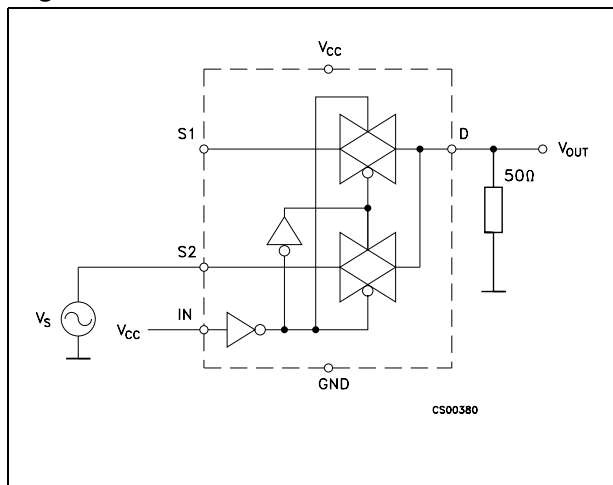 V_CC
S1
D
V_OUT
50Ω
S2
V_S
IN
V_CC
GND
CS00380